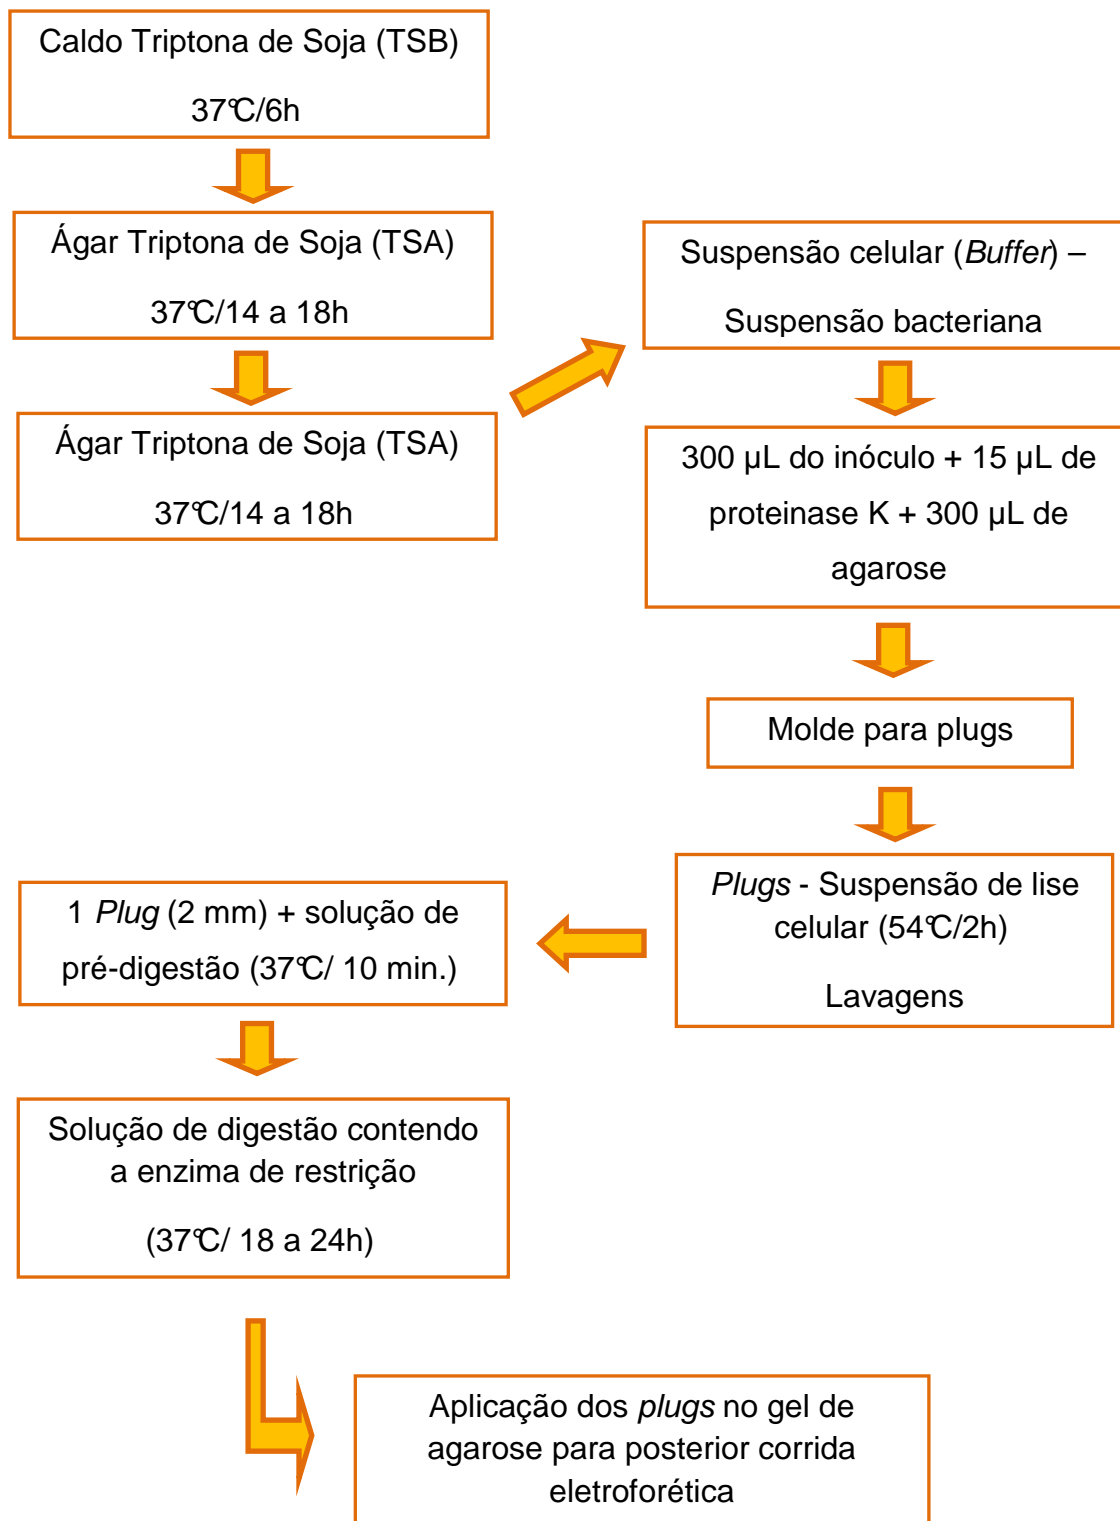 Caldo Triptona de Soja (TSB)
37°C/6h
Ágar Triptona de Soja (TSA)
37°C/14 a 18h
Ágar Triptona de Soja (TSA)
37°C/14 a 18h
Suspensão celular (Buffer) –
Suspensão bacteriana
300 µL do inóculo + 15 µL de
proteinase K + 300 µL de
agarose
Molde para plugs
Plugs - Suspensão de lise
celular (54°C/2h)
Lavagens
1 Plug (2 mm) + solução de
pré-digestão (37°C/ 10 min.)
Solução de digestão contendo
a enzima de restrição
(37°C/ 18 a 24h)
Aplicação dos plugs no gel de
agarose para posterior corrida
eletroforética